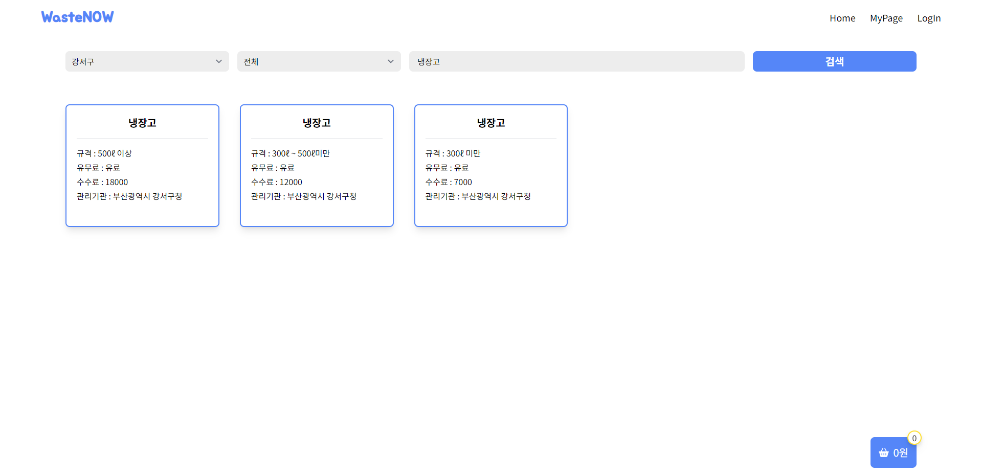 WasteNOW
Home MyPage LogIn
강서구 전체 냉장고 검색
냉장고
규격 : 500ℓ 이상
유무료 : 유료
수수료 : 18000
관리기관 : 부산광역시 강서구청
냉장고
규격 : 300ℓ ~ 500ℓ미만
유무료 : 유료
수수료 : 12000
관리기관 : 부산광역시 강서구청
냉장고
규격 : 300ℓ 미만
유무료 : 유료
수수료 : 7000
관리기관 : 부산광역시 강서구청
0
0원